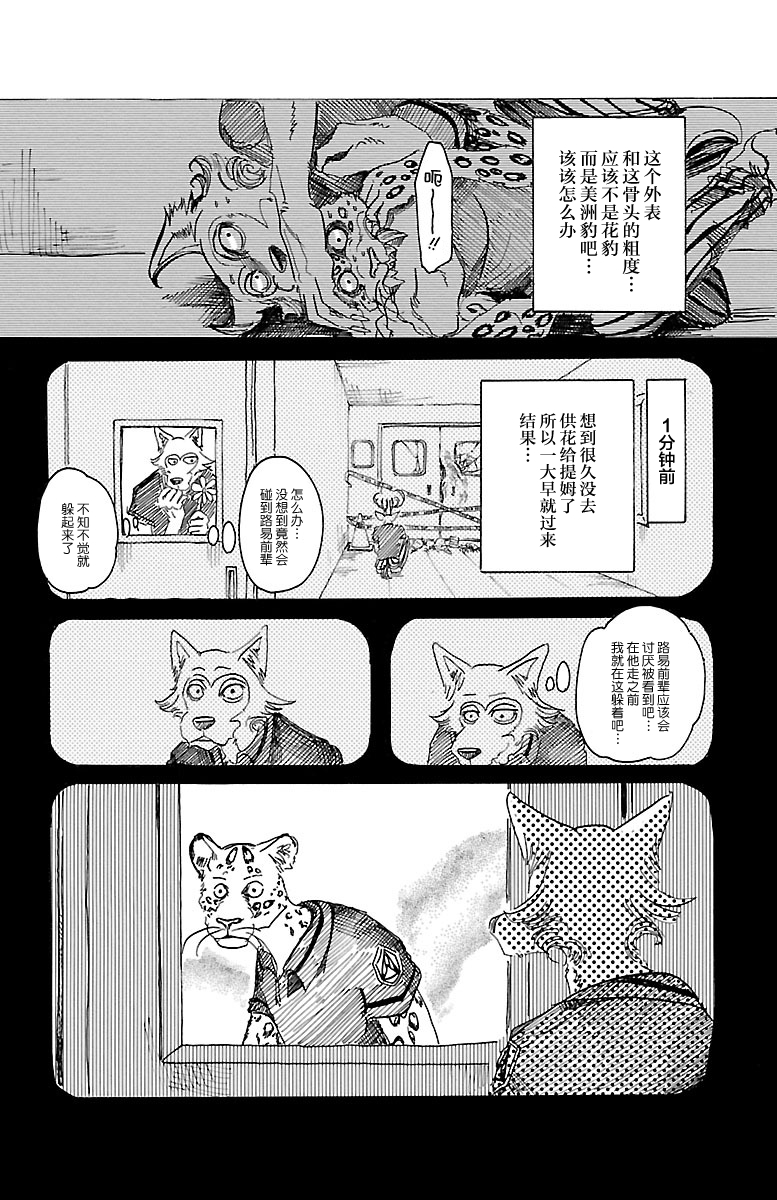 这个外表
和这骨头的粗度…
应该不是花豹
而是美洲豹吧…
该该怎么办
呃——!!
1分钟前
想到很久没去
供花给提姆了
所以一大早就过来
结果…
怎么办…
没想到竟然会
碰到路易前辈
不知不觉就
躲起来了
路易前辈应该会
讨厌被看到吧…
在他走之前
我就在这躲着吧…